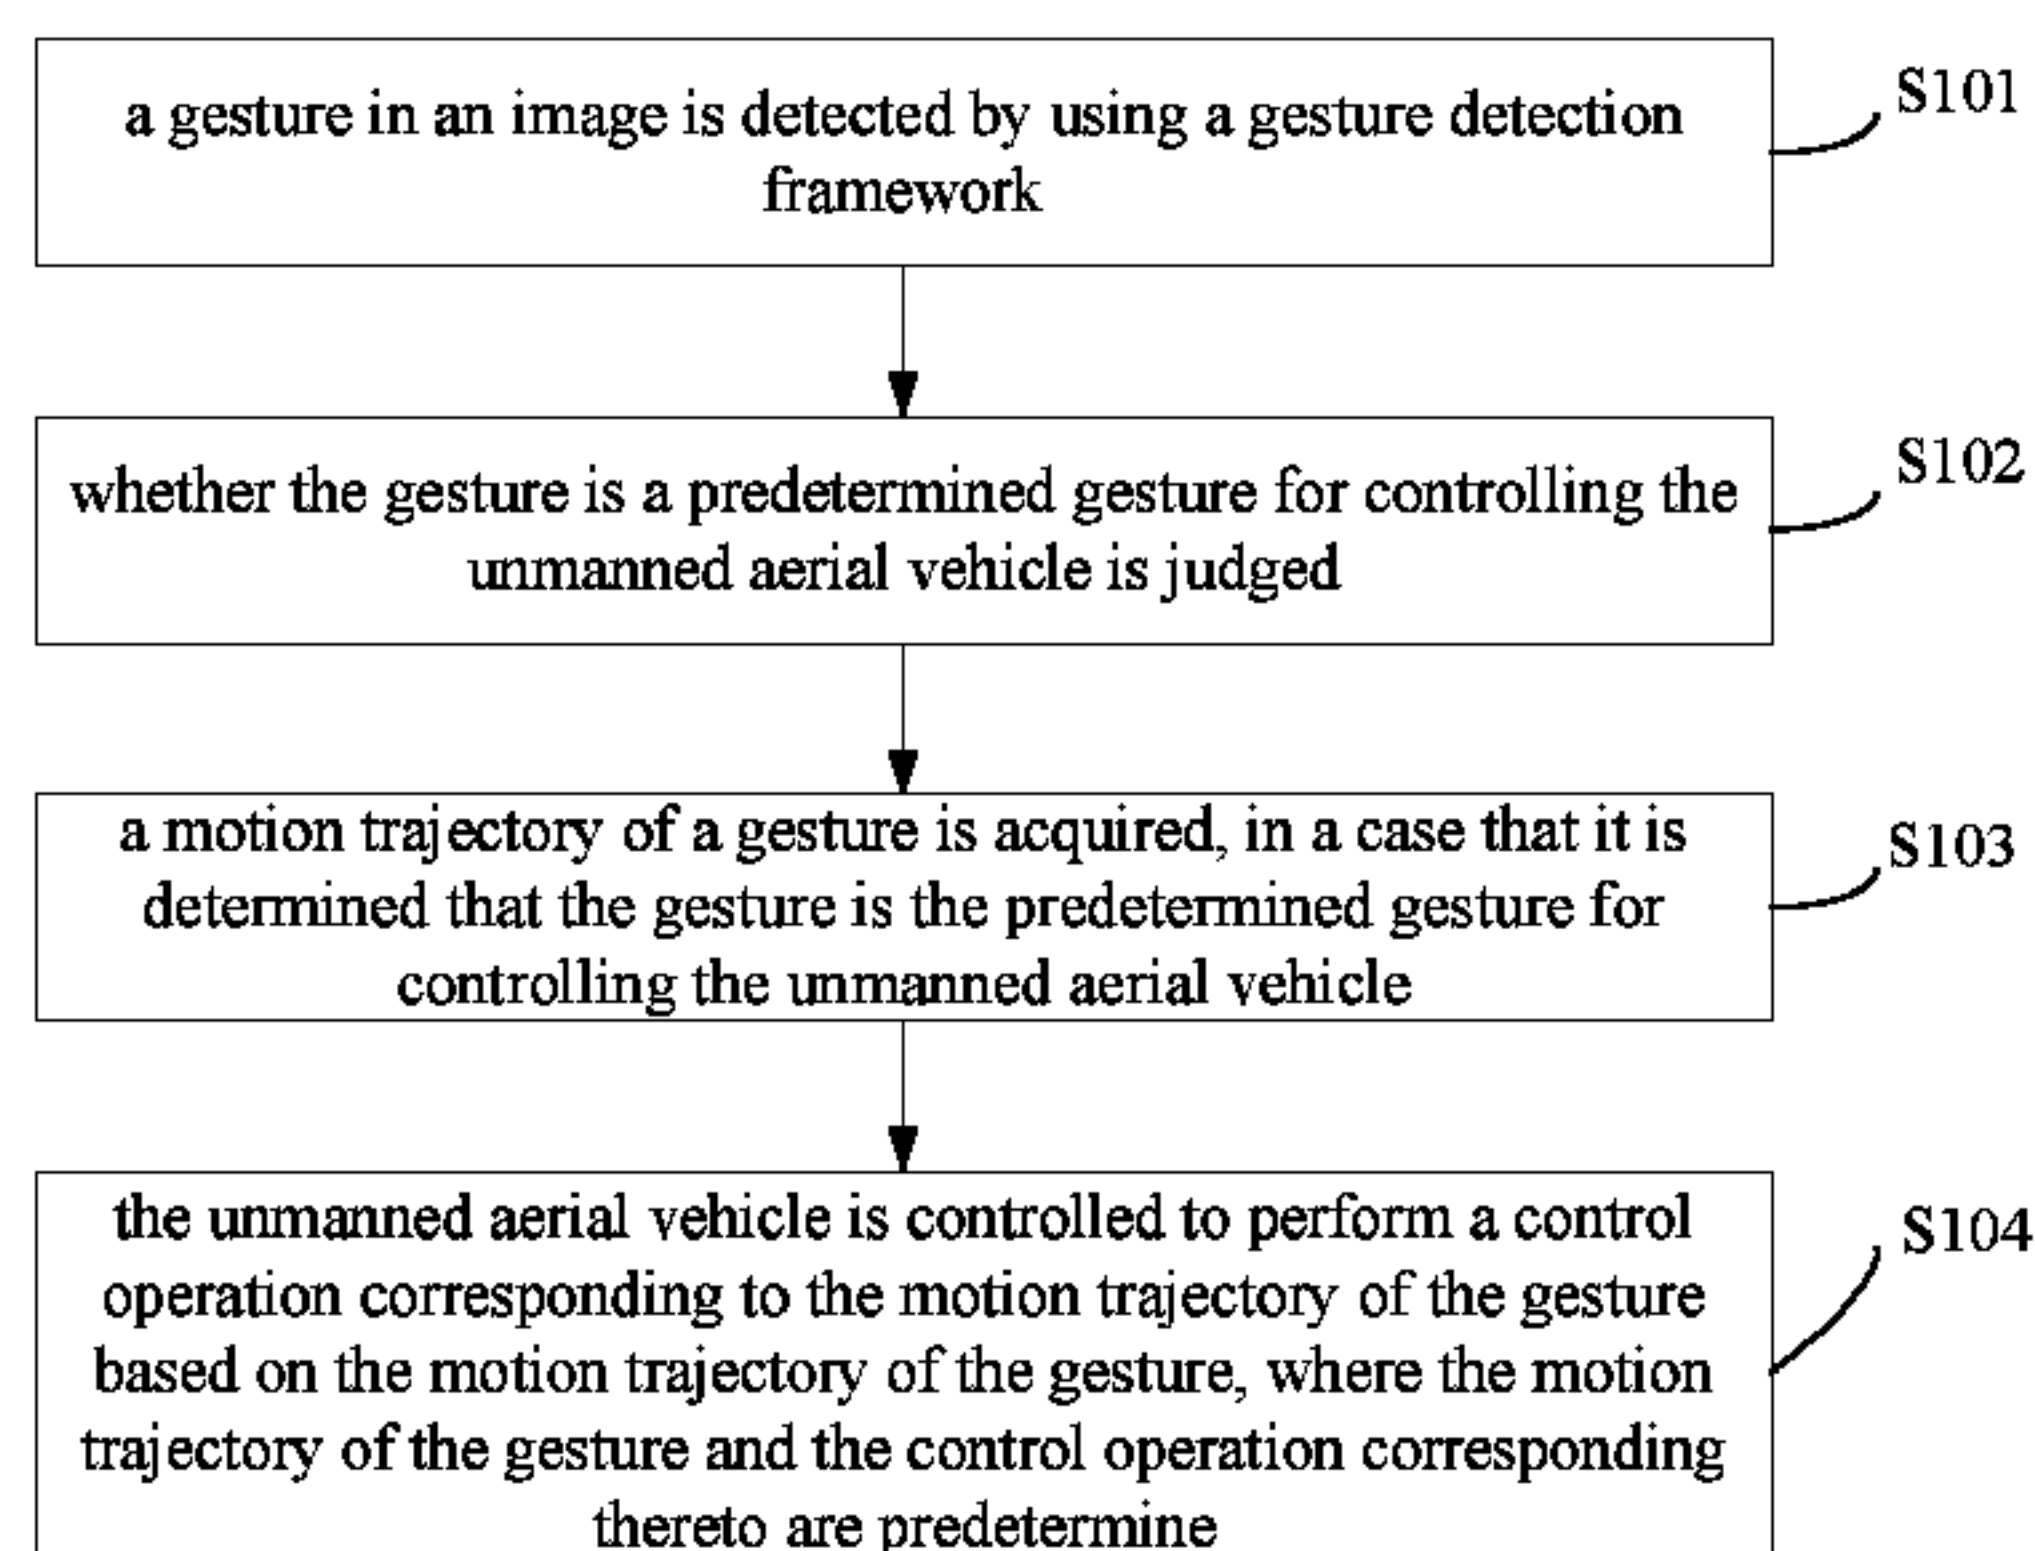 a gesture in an image is detected by using a gesture detection
framework
S101
whether the gesture is a predetermined gesture for controlling the
unmanned aerial vehicle is judged
S102
a motion trajectory of a gesture is acquired, in a case that it is
determined that the gesture is the predetermined gesture for
controlling the unmanned aerial vehicle
S103
the unmanned aerial vehicle is controlled to perform a control
operation corresponding to the motion trajectory of the gesture
based on the motion trajectory of the gesture, where the motion
trajectory of the gesture and the control operation corresponding
thereto are predetermine
S104